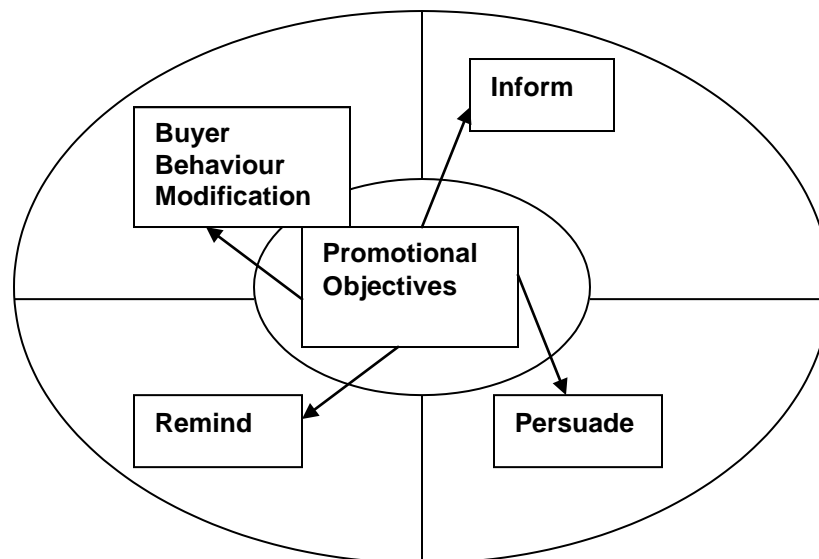 Inform
Buyer
Behaviour
Modification
Promotional
Objectives
Remind
Persuade